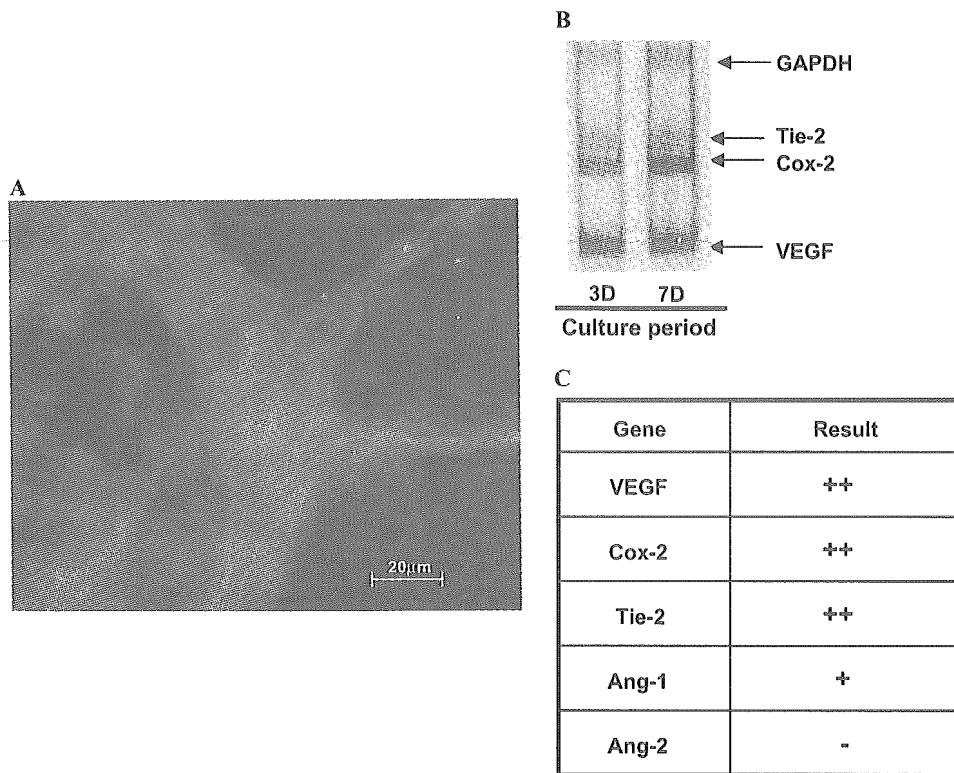 A
20μm
B
GAPDH
Tie-2
Cox-2
VEGF
3D 7D
Culture period
C
Gene Result
VEGF ++
Cox-2 ++
Tie-2 ++
Ang-1 +
Ang-2 -